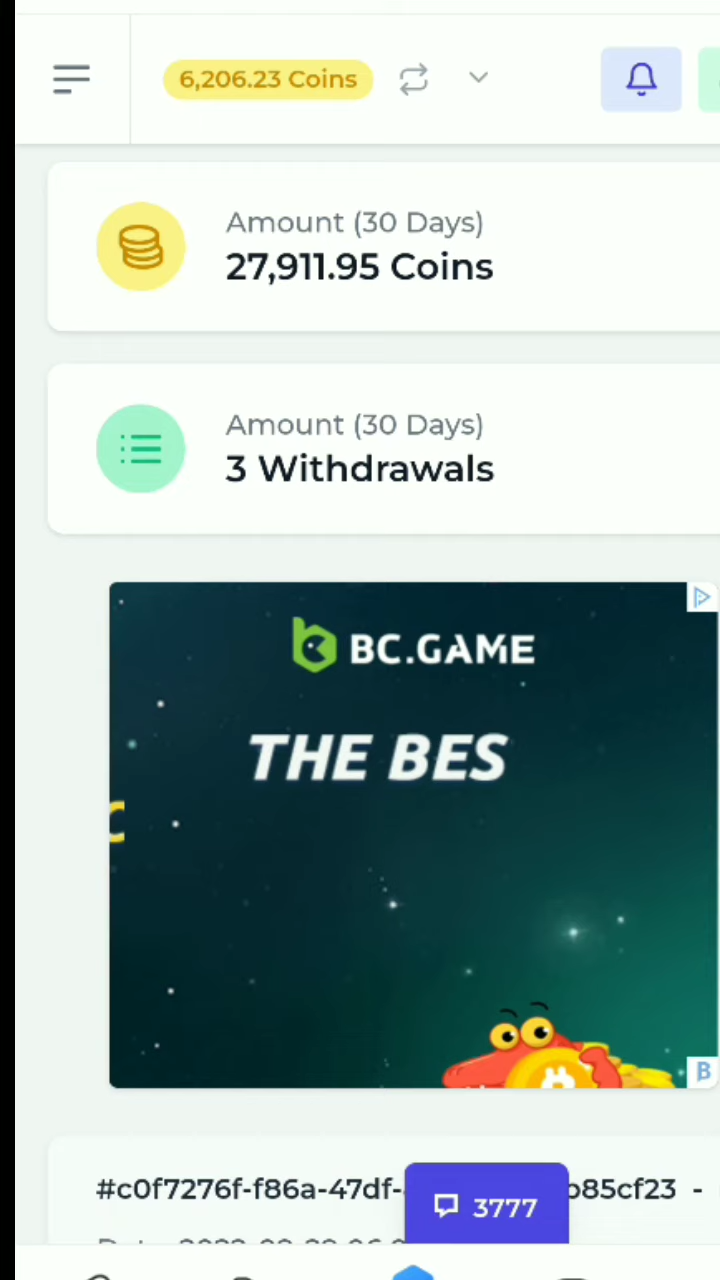 6,206.23 Coins
Amount (30 Days)
27,911.95 Coins
Amount (30 Days)
3 Withdrawals
BC.GAME
THE BES
B
#c0f7276f-f86a-47df-
b85cf23 -
3777